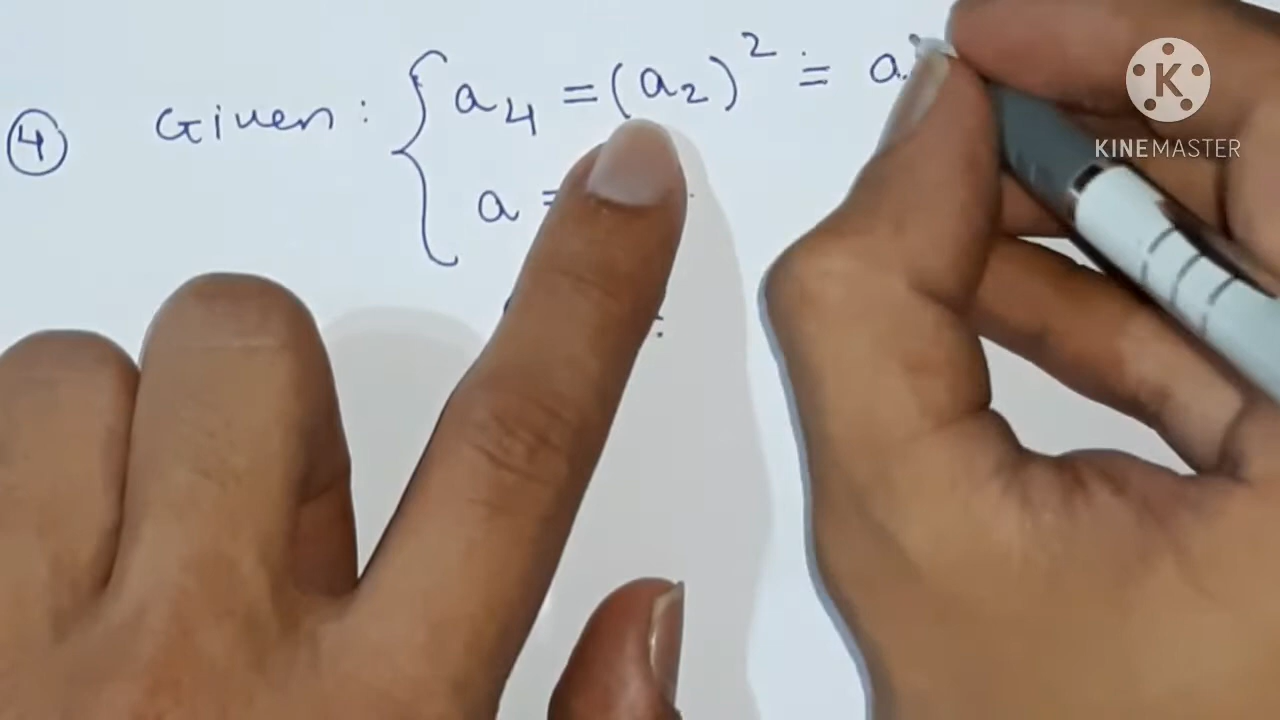 ④ Given: { a₄ = (a₂)² = a
a =
KINEMASTER